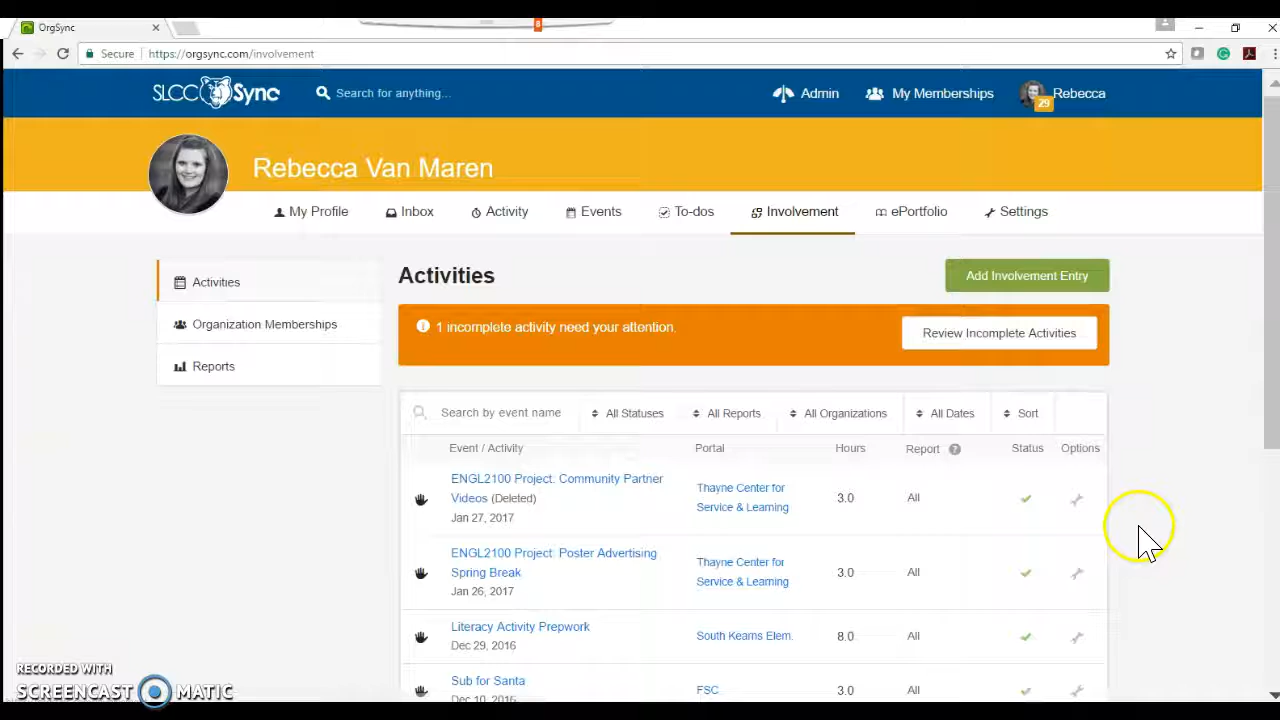 OrgSync
8
Secure https://orgsync.com/involvement
SLCC Sync Search for anything... Admin My Memberships 29 Rebecca
Rebecca Van Maren
My Profile Inbox Activity Events To-dos Involvement ePortfolio Settings
Activities
Organization Memberships
Reports
Activities Add Involvement Entry
1 incomplete activity need your attention. Review Incomplete Activities
Search by event name All Statuses All Reports All Organizations All Dates Sort
Event / Activity Portal Hours Report ? Status Options
ENGL2100 Project: Community Partner
Videos (Deleted)
Jan 27, 2017
Thayne Center for
Service & Learning
3.0 All
ENGL2100 Project: Poster Advertising
Spring Break
Jan 26, 2017
Thayne Center for
Service & Learning
3.0 All
Literacy Activity Prepwork
Dec 29, 2016
South Kearns Elem.
8.0 All
Sub for Santa
Dec 10, 2016
FSC
3.0 All
RECORDED WITH
SCREENCAST MATIC